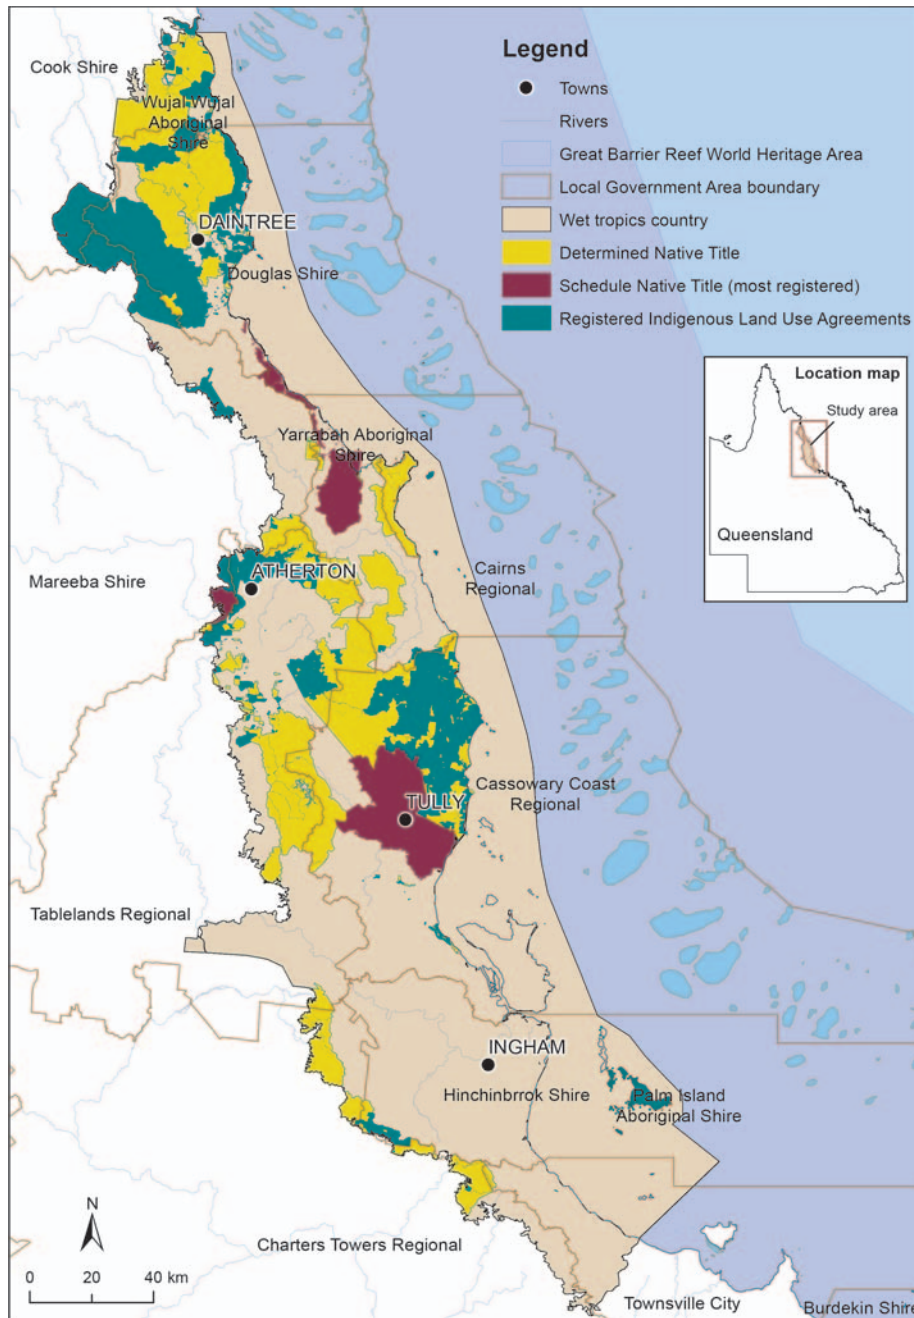 Legend
Towns
Rivers
Great Barrier Reef World Heritage Area
Local Government Area boundary
Wet tropics country
Determined Native Title
Schedule Native Title (most registered)
Registered Indigenous Land Use Agreements
Cook Shire
Wujal Wujal
Aboriginal
Shire
DAINTREE
Douglas Shire
Location map
Study area
Queensland
Yarrabah Aboriginal
Shire
Mareeba Shire
ATHERTON
Cairns
Regional
Cassowary Coast
Regional
TULLY
Tablelands Regional
INGHAM
Hinchinbrrok Shire
Palm Island
Aboriginal Shire
N
Charters Towers Regional
0 20 40 km
Townsville City
Burdekin Shire